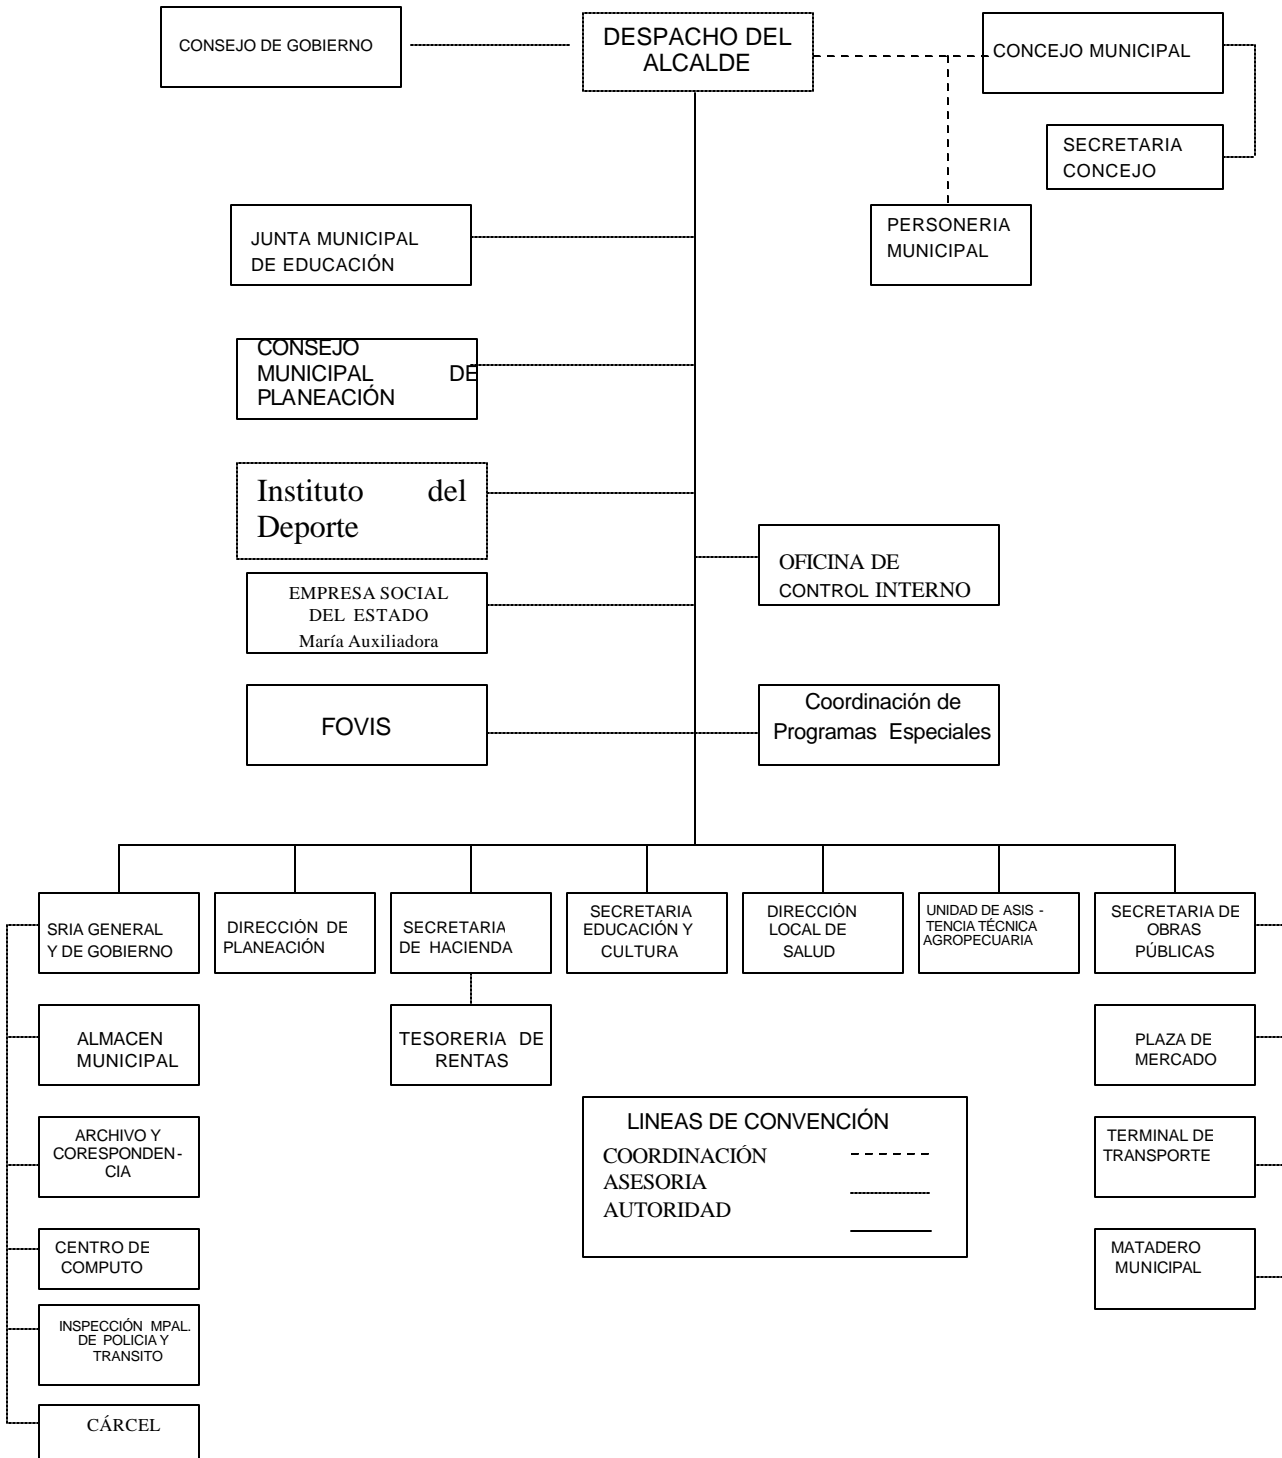 CONSEJO DE GOBIERNO
DESPACHO DEL
ALCALDE
CONCEJO MUNICIPAL
SECRETARIA
CONCEJO
PERSONERIA
MUNICIPAL
JUNTA MUNICIPAL
DE EDUCACIÓN
CONSEJO
MUNICIPAL DE
PLANEACIÓN
Instituto del
Deporte
OFICINA DE
CONTROL INTERNO
EMPRESA SOCIAL
DEL ESTADO
María Auxiliadora
FOVIS
Coordinación de
Programas Especiales
SRIA GENERAL
Y DE GOBIERNO
DIRECCIÓN DE
PLANEACIÓN
SECRETARIA
DE HACIENDA
SECRETARIA
EDUCACIÓN Y
CULTURA
DIRECCIÓN
LOCAL DE
SALUD
UNIDAD DE ASIS -
TENCIA TÉCNICA
AGROPECUARIA
SECRETARIA DE
OBRAS
PÚBLICAS
ALMACEN
MUNICIPAL
TESORERIA DE
RENTAS
PLAZA DE
MERCADO
ARCHIVO Y
CORESPONDEN-
CIA
TERMINAL DE
TRANSPORTE
CENTRO DE
COMPUTO
MATADERO
MUNICIPAL
INSPECCIÓN MPAL.
DE POLICIA Y
TRANSITO
CÁRCEL
LINEAS DE CONVENCIÓN
COORDINACIÓN
ASESORIA
AUTORIDAD